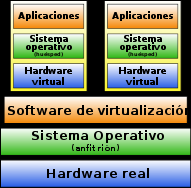 Aplicaciones
Aplicaciones
Sistema
operativo
(huésped)
Sistema
operativo
(huésped)
Hardware
virtual
Hardware
virtual
Software de virtualización
Sistema Operativo
(anfitrión)
Hardware real